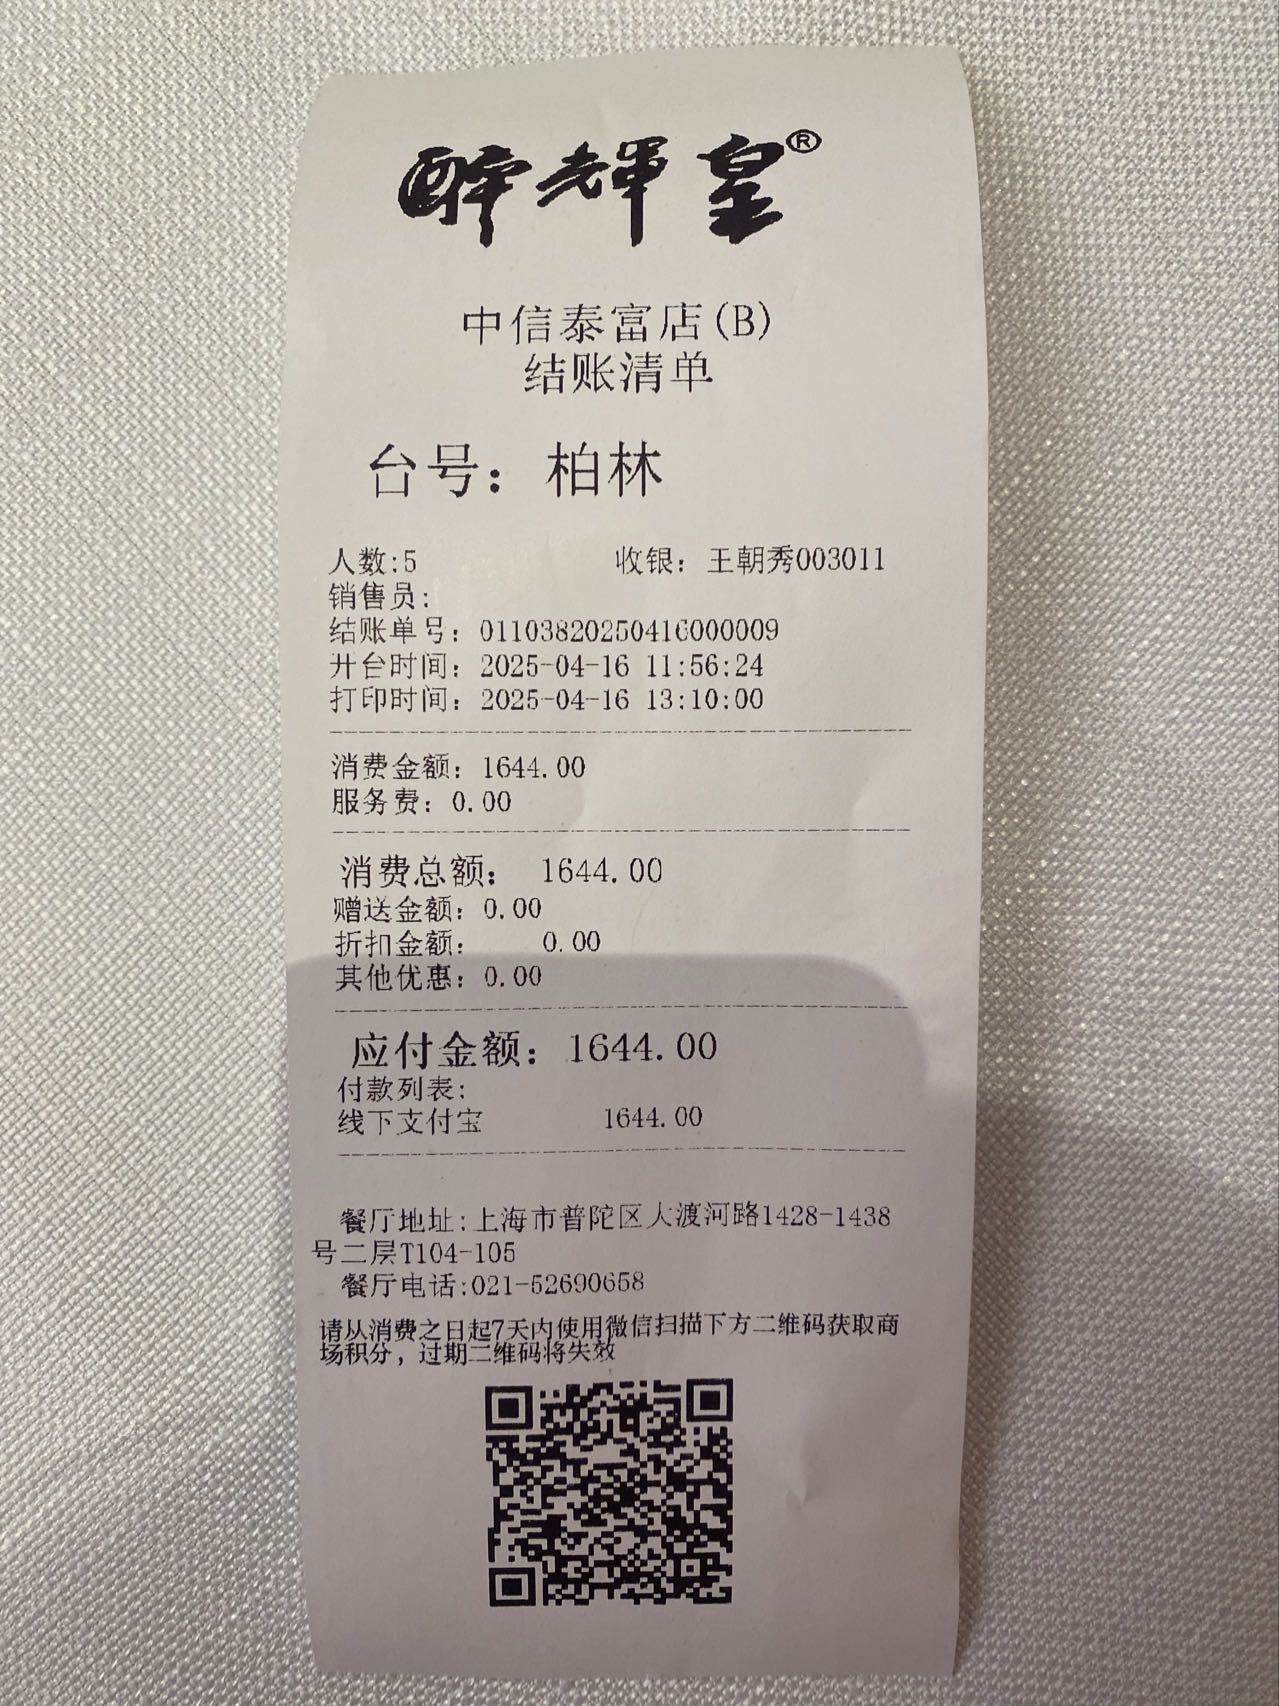 醉辉皇®
中信泰富店(B)
结账清单
台号：柏林
人数:5 收银：王朝秀003011
销售员:
结账单号：01103820250416000009
开台时间：2025-04-16 11:56:24
打印时间：2025-04-16 13:10:00
消费金额：1644.00
服务费：0.00
消费总额： 1644.00
赠送金额：0.00
折扣金额： 0.00
其他优惠：0.00
应付金额：1644.00
付款列表:
线下支付宝 1644.00
餐厅地址:上海市普陀区大渡河路1428-1438
号二层T104-105
餐厅电话:021-52690658
请从消费之日起7天内使用微信扫描下方二维码获取商
场积分，过期二维码将失效